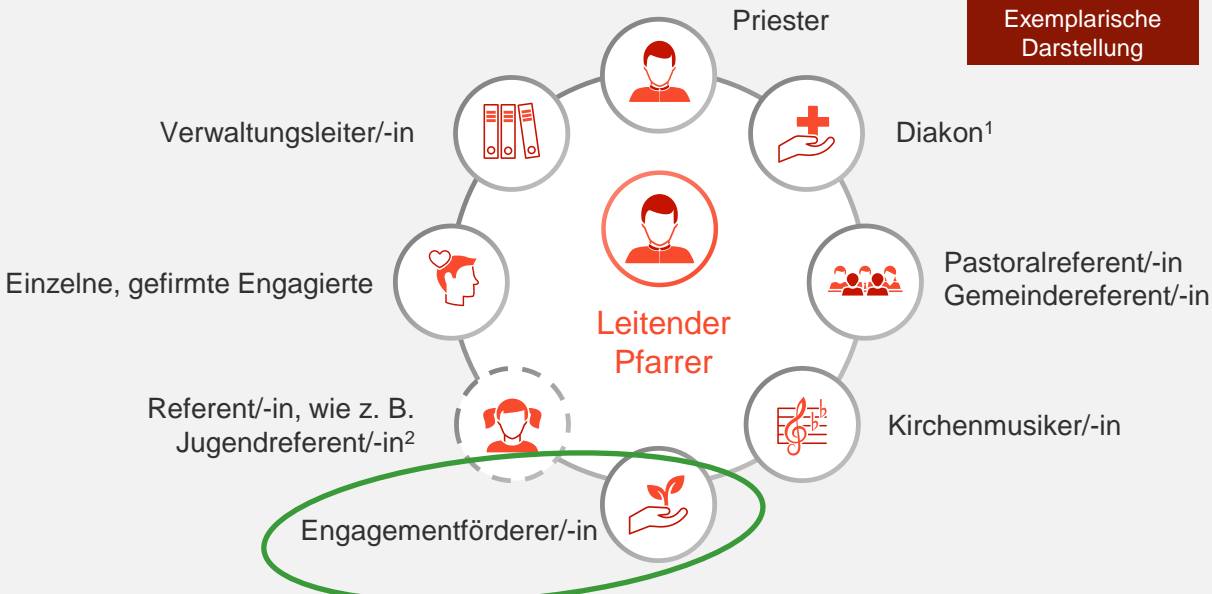 Priester
Exemplarische
Darstellung
Verwaltungsleiter/-in
Diakon¹
Einzelne, gefirmte Engagierte
Pastoralreferent/-in
Gemeindereferent/-in
Leitender
Pfarrer
Referent/-in, wie z. B.
Jugendreferent/-in²
Kirchenmusiker/-in
Engagementförderer/-in